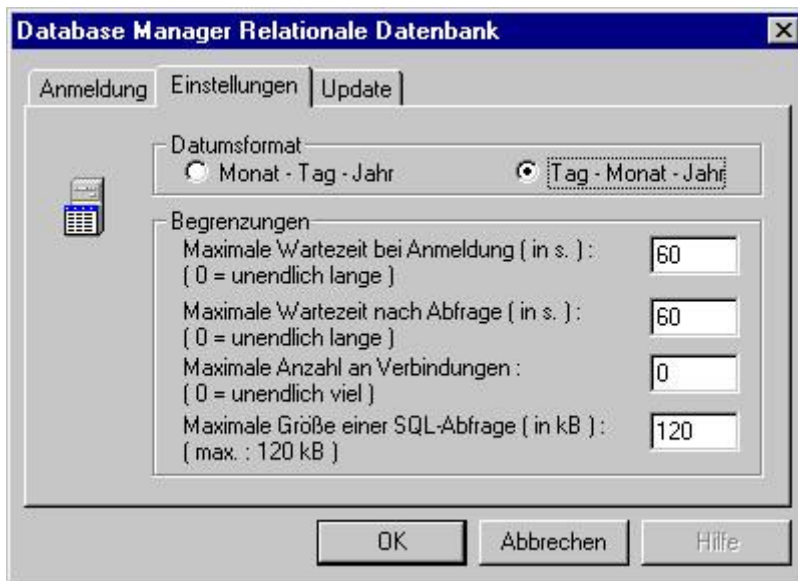 Database Manager Relationale Datenbank
Anmeldung Einstellungen Update
Datumsformat
Monat - Tag - Jahr Tag - Monat - Jahr
Begrenzungen
Maximale Wartezeit bei Anmeldung ( in s. ) : 60
( 0 = unendlich lange )
Maximale Wartezeit nach Abfrage ( in s. ) : 60
( 0 = unendlich lange )
Maximale Anzahl an Verbindungen : 0
( 0 = unendlich viel )
Maximale Größe einer SQL-Abfrage ( in kB ) : 120
( max. : 120 kB )
OK Abbrechen Hilfe